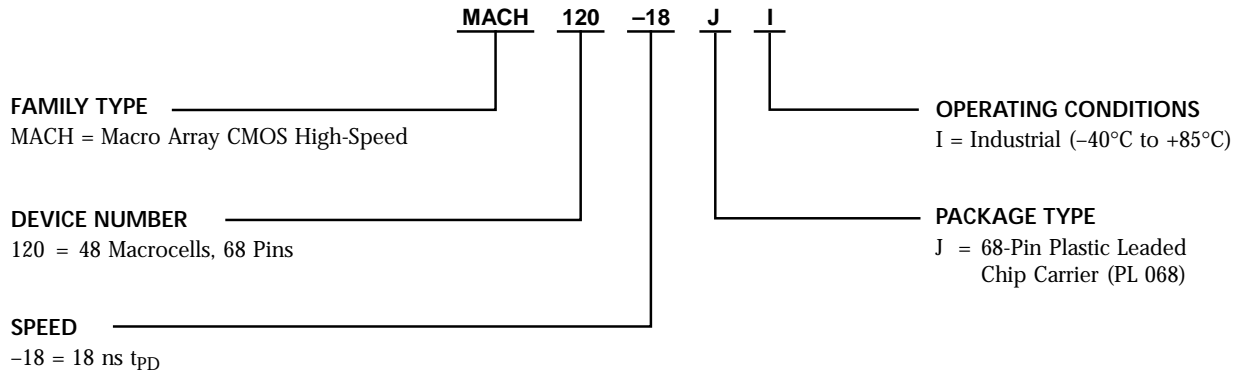 MACH 120 –18 J I
FAMILY TYPE
MACH = Macro Array CMOS High-Speed
DEVICE NUMBER
120 = 48 Macrocells, 68 Pins
SPEED
–18 = 18 ns tPD
OPERATING CONDITIONS
I = Industrial (–40°C to +85°C)
PACKAGE TYPE
J = 68-Pin Plastic Leaded
Chip Carrier (PL 068)